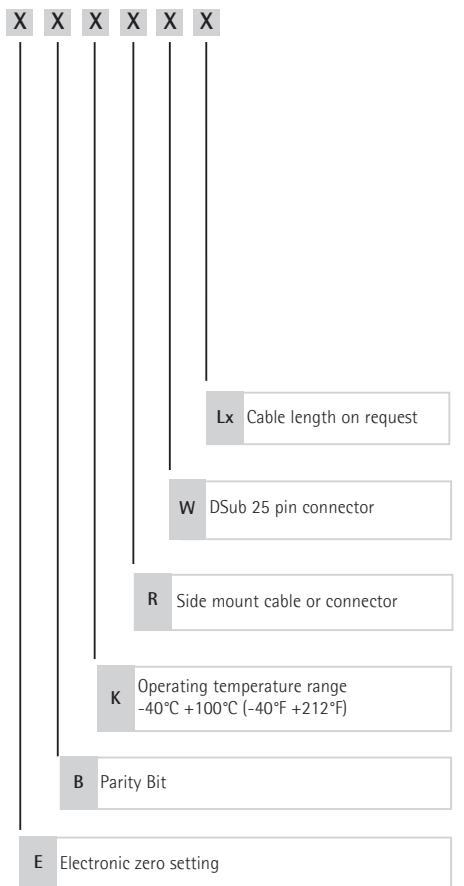 X X X X X X
Lx Cable length on request
W DSub 25 pin connector
R Side mount cable or connector
K Operating temperature range
-40°C +100°C (-40°F +212°F)
B Parity Bit
E Electronic zero setting